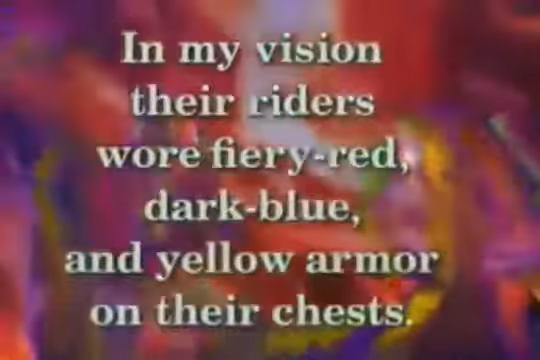 In my vision
their riders
wore fiery-red,
dark-blue,
and yellow armor
on their chests.